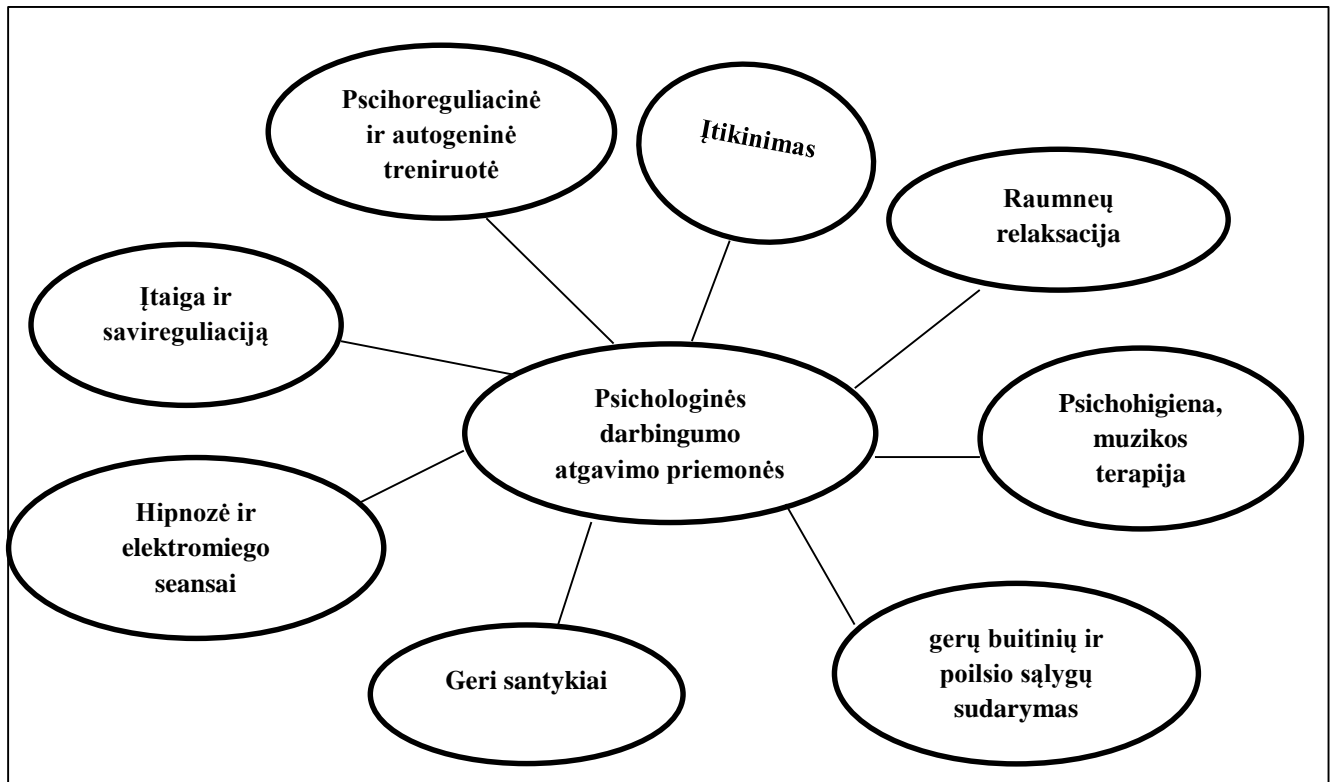 Pscihoreguliacinė
ir autogeninė
treniruotė
Įtikinimas
Raumneų
relaksacija
Įtaiga ir
savireguliaciją
Psichologinės
darbingumo
atgavimo priemonės
Psichohigiena,
muzikos
terapija
Hipnozė ir
elektromiego
seansai
Geri santykiai
gerų buitinių ir
poilsio sąlygų
sudarymas